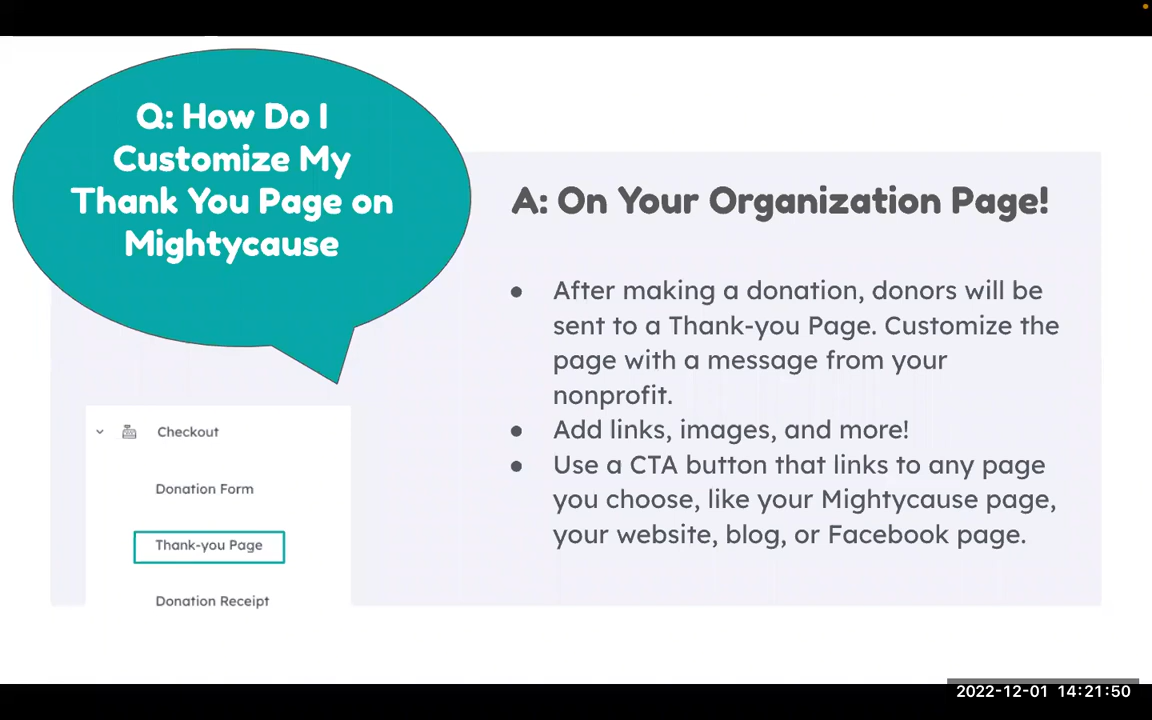 Q: How Do I
Customize My
Thank You Page on
Mightycause
A: On Your Organization Page!
● After making a donation, donors will be
sent to a Thank-you Page. Customize the
page with a message from your
nonprofit.
● Add links, images, and more!
● Use a CTA button that links to any page
you choose, like your Mightycause page,
your website, blog, or Facebook page.
Checkout
Donation Form
Thank-you Page
Donation Receipt
2022-12-01 14:21:50